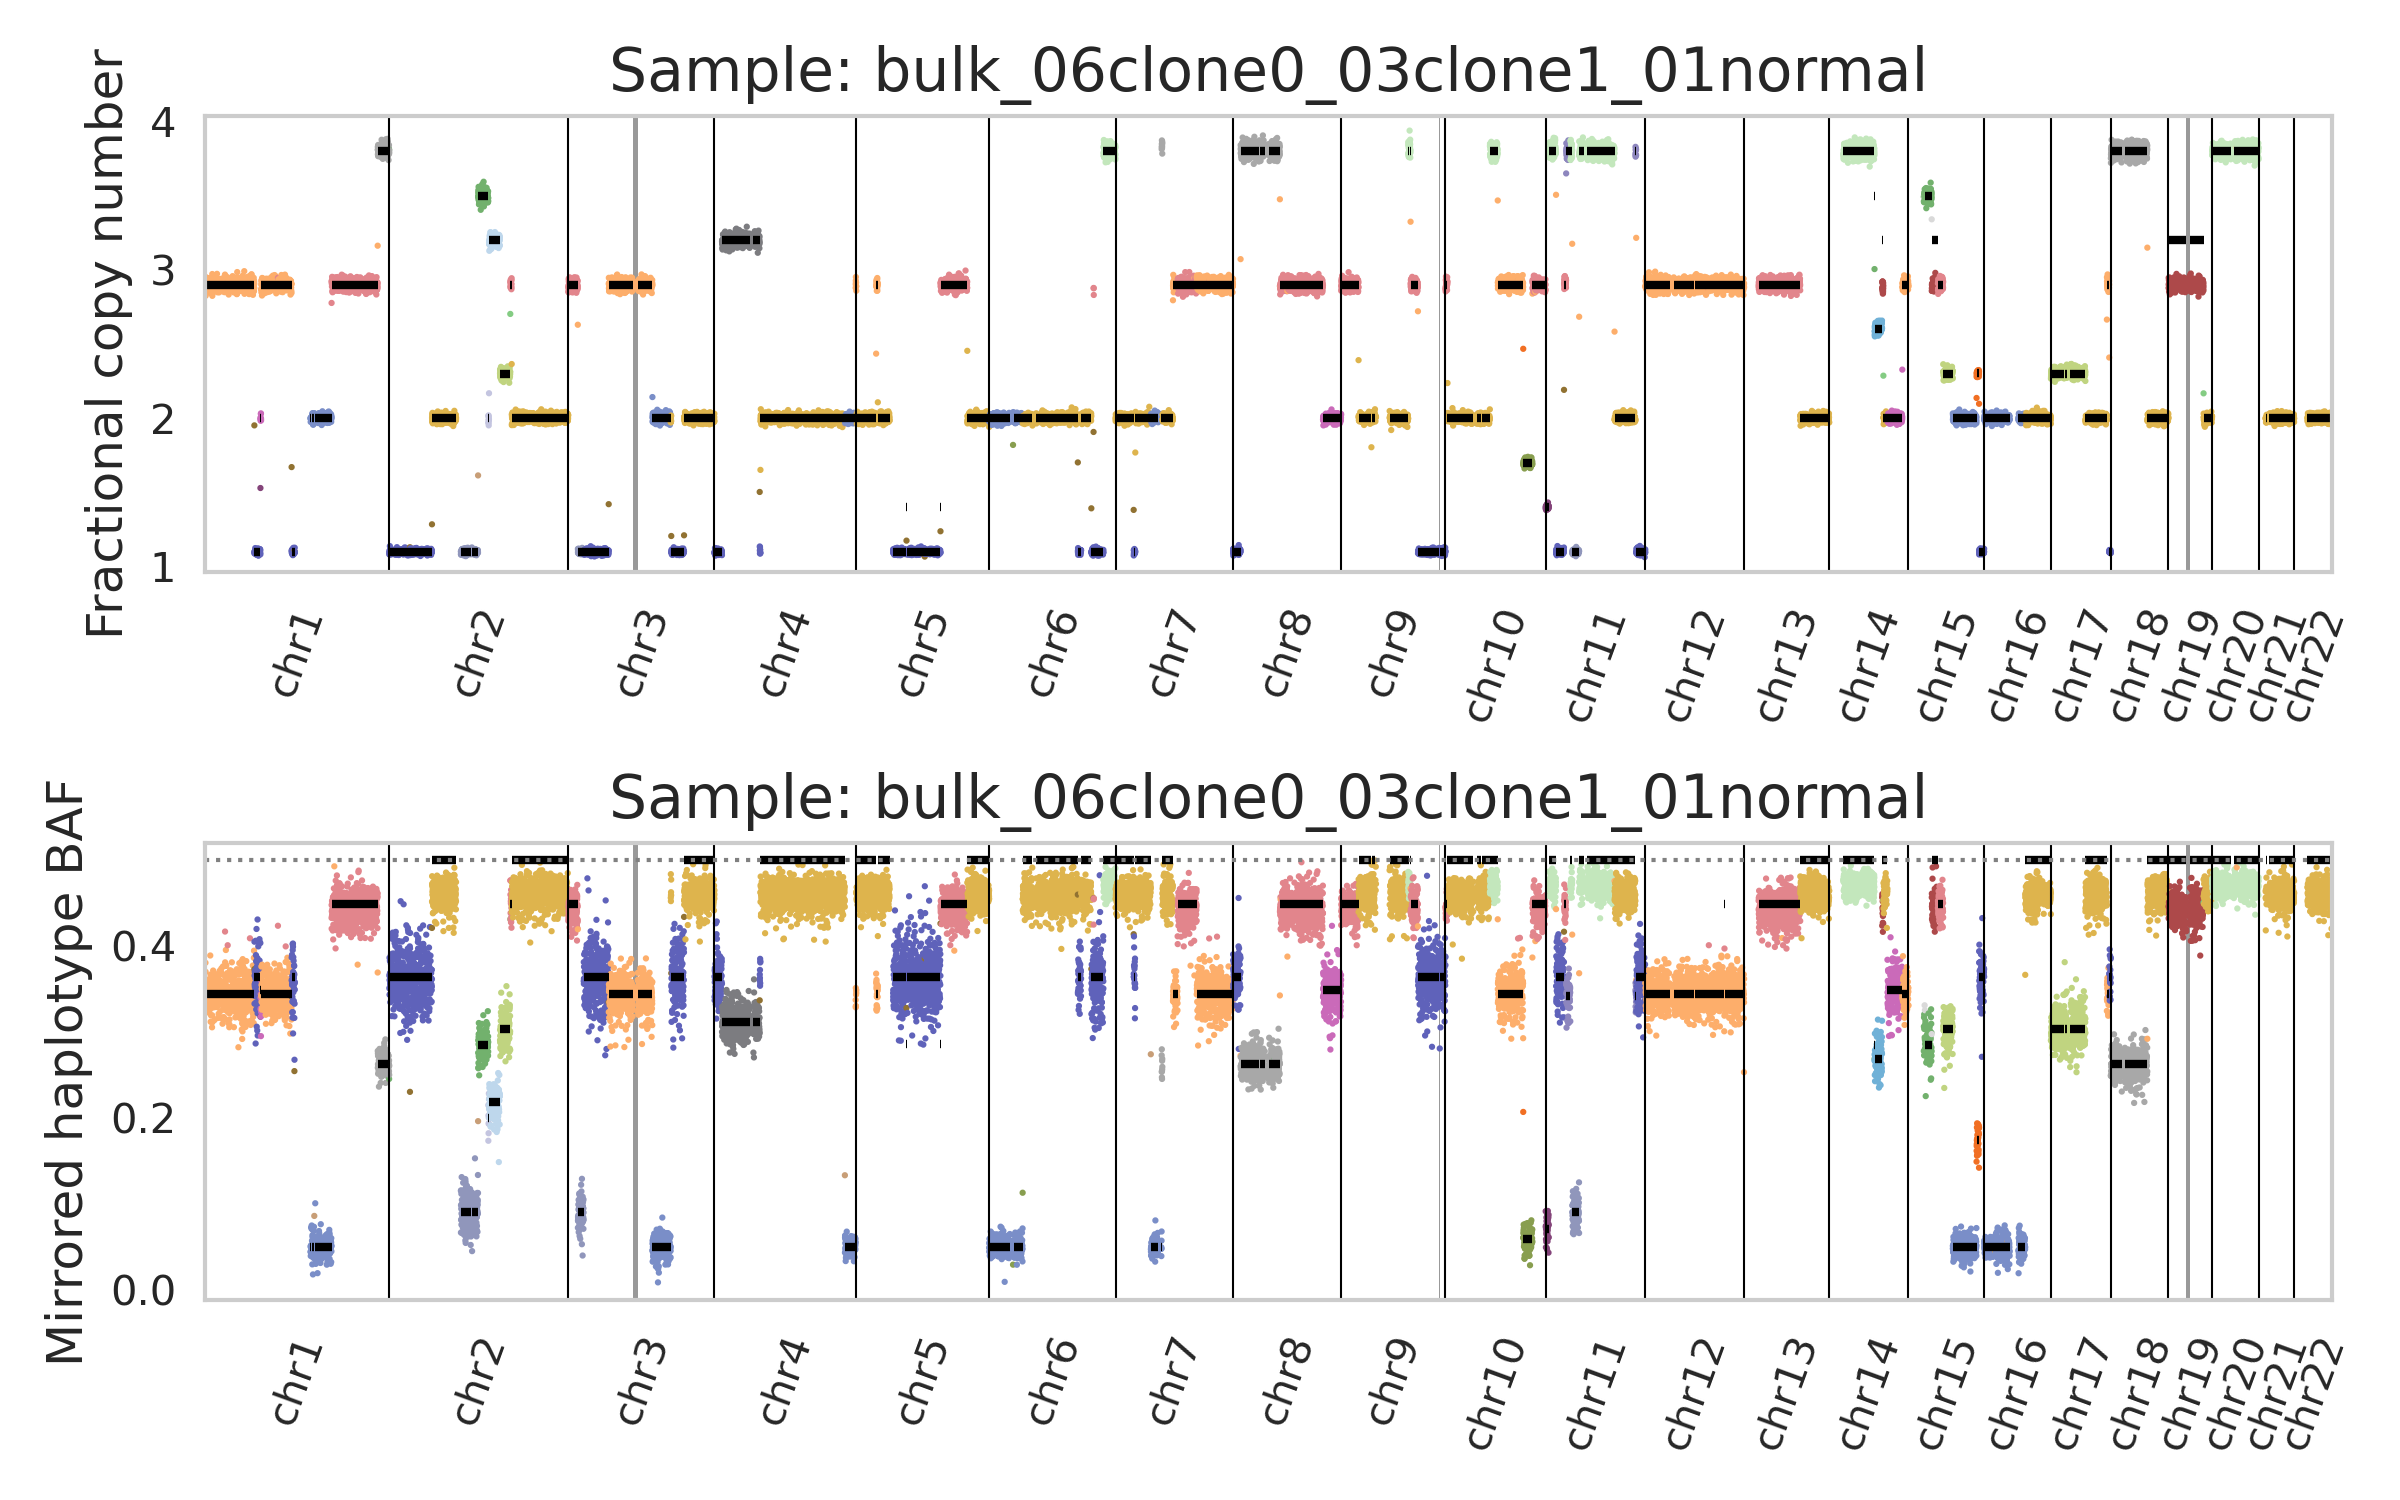 Sample: bulk_06clone0_03clone1_01normal
Fractional copy number
4
3
2
1
chr1
chr2
chr3
chr4
chr5
chr6
chr7
chr8
chr9
chr10
chr11
chr12
chr13
chr14
chr15
chr16
chr17
chr18
chr19
chr20
chr21
chr22
Sample: bulk_06clone0_03clone1_01normal
Mirrored haplotype BAF
0.4
0.2
0.0
chr1
chr2
chr3
chr4
chr5
chr6
chr7
chr8
chr9
chr10
chr11
chr12
chr13
chr14
chr15
chr16
chr17
chr18
chr19
chr20
chr21
chr22